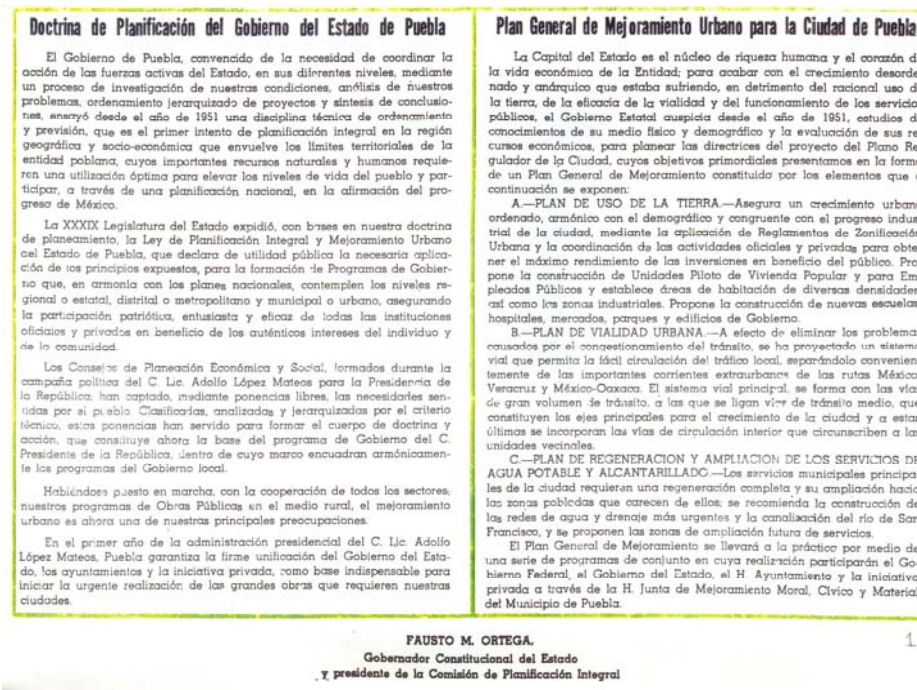 Doctrina de Planificación del Gobierno del Estado de Puebla
El Gobierno de Puebla, convencido de la necesidad de coordinar la
acción de las fuerzas activas del Estado, en sus diferentes niveles, mediante
un proceso de investigación de nuestras condiciones, análisis de nuestros
problemas, ordenamiento jerarquizado de proyectos y síntesis de conclusio-
nes, ensayó desde el año de 1951 una disciplina técnica de ordenamiento
y previsión, que es el primer intento de planificación integral en la región
geográfica y socio-económica que envuelve los límites territoriales de la
entidad poblana, cuyos importantes recursos naturales y humanos requie-
ren una utilización óptima para elevar los niveles de vida del pueblo y par-
ticipar, a través de una planificación nacional, en la afirmación del pro-
greso de México.
La XXXIX Legislatura del Estado expidió, con bases en nuestra doctrina
de planeamiento, la Ley de Planificación Integral y Mejoramiento Urbano
del Estado de Puebla, que declara de utilidad pública la necesaria aplica-
ción de los principios expuestos, para la formación de Programas de Gobier-
no que, en armonía con los planes nacionales, contemplen los niveles re-
gional o estatal, distrital o metropolitano y municipal o urbano, asegurando
la participación patriótica, entusiasta y eficaz de todas las instituciones
oficiales y privadas en beneficio de los auténticos intereses del individuo y
de la comunidad.
Los Consejos de Planeación Económica y Social, formados durante la
campaña política del C. Lic. Adolfo López Mateos para la Presidencia de
la República, han captado, mediante ponencias libres, las necesidades sen-
tidas por el pueblo Clasificadas, analizadas y jerarquizadas por el criterio
técnico, estas ponencias han servido para formar el cuerpo de doctrina y
acción, que constituye ahora la base del programa de Gobierno del C.
Presidente de la República, dentro de cuyo marco encuadran armónicamen-
te los programas del Gobierno local.
Habiéndose puesto en marcha, con la cooperación de todos los sectores,
nuestros programas de Obras Públicas en el medio rural, el mejoramiento
urbano es ahora una de nuestras principales preocupaciones.
En el primer año de la administración presidencial del C. Lic. Adolfo
López Mateos, Puebla garantiza la firme unificación del Gobierno del Esta-
do, los ayuntamientos y la iniciativa privada, como base indispensable para
iniciar la urgente realización de las grandes obras que requieren nuestras
ciudades.
Plan General de Mejoramiento Urbano para la Ciudad de Puebla
La Capital del Estado es el núcleo de riqueza humana y el corazón d
la vida económica de la Entidad; para acabar con el crecimiento desorde
nado y anárquico que estaba sufriendo, en detrimento del racional uso d
la tierra, de la eficacia de la vialidad y del funcionamiento de los servicio
públicos, el Gobierno Estatal auspicia desde el año de 1951, estudios d
conocimientos de su medio físico y demográfico y la evaluación de sus re
cursos económicos, para planear las directrices del proyecto del Plano Re
gulador de la Ciudad, cuyos objetivos primordiales presentamos en la forma
de un Plan General de Mejoramiento constituido por los elementos que a
continuación se exponen:
A.—PLAN DE USO DE LA TIERRA.—Asegura un crecimiento urbano
ordenado, armónico con el demográfico y congruente con el progreso indus
trial de la ciudad, mediante la aplicación de Reglamentos de Zonificación
Urbana y la coordinación de las actividades oficiales y privadas para obte
ner el máximo rendimiento de las inversiones en beneficio del público. Pro
pone la construcción de Unidades Piloto de Vivienda Popular y para Em
pleados Públicos y establece áreas de habitación de diversas densidades
así como las zonas industriales. Propone la construcción de nuevas escuelas
hospitales, mercados, parques y edificios de Gobierno.
B.—PLAN DE VIALIDAD URBANA.—A efecto de eliminar los problema
causados por el congestionamiento del tránsito, se ha proyectado un sistema
vial que permita la fácil circulación del tráfico local, separándolo convenien
temente de las importantes corrientes extraurbanas de las rutas México
Veracruz y México-Oaxaca. El sistema vial principal, se forma con las vías
de gran volumen de tránsito, a las que se ligan vías de tránsito medio, que
constituyen los ejes principales para el crecimiento de la ciudad y a estas
últimas se incorporan las vías de circulación interior que circunscriben a las
unidades vecinales.
C.—PLAN DE REGENERACION Y AMPLIACION DE LOS SERVICIOS DE
AGUA POTABLE Y ALCANTARILLADO.—Los servicios municipales principa
les de la ciudad requieren una regeneración completa y su ampliación hacia
las zonas pobladas que carecen de ellos; se recomienda la construcción de
las redes de agua y drenaje más urgentes y la canalización del río de San
Francisco, y se proponen las zonas de ampliación futura de servicios.
El Plan General de Mejoramiento se llevará a la práctica por medio de
una serie de programas de conjunto en cuya realización participarán el Go-
bierno Federal, el Gobierno del Estado, el H. Ayuntamiento y la iniciativa
privada a través de la H. Junta de Mejoramiento Moral, Cívico y Material
del Municipio de Puebla.
FAUSTO M. ORTEGA.
Gobernador Constitucional del Estado
y presidente de la Comisión de Planificación Integral
1